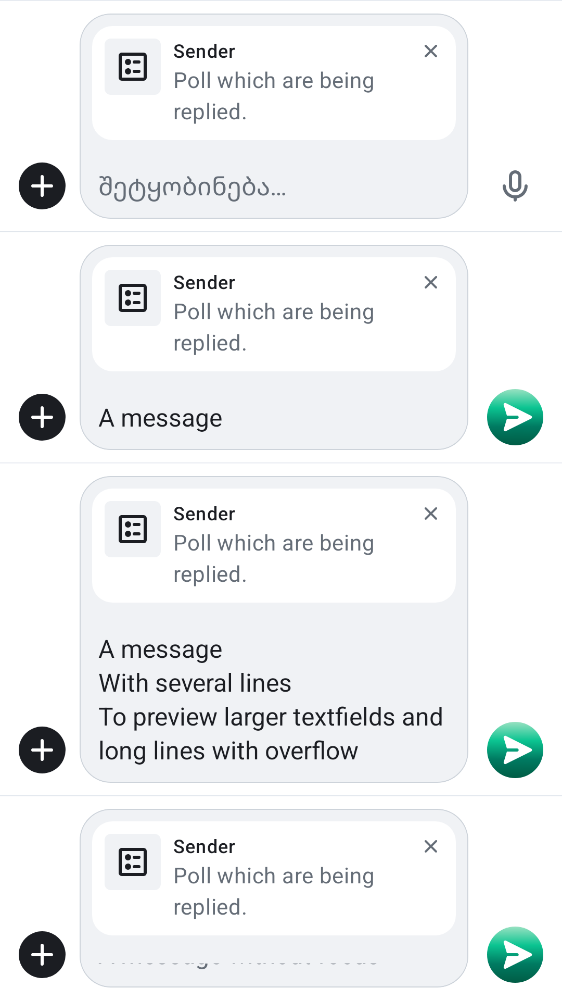 Sender
Poll which are being
replied.
შეტყობინება...
Sender
Poll which are being
replied.
A message
Sender
Poll which are being
replied.
A message
With several lines
To preview larger textfields and
long lines with overflow
Sender
Poll which are being
replied.